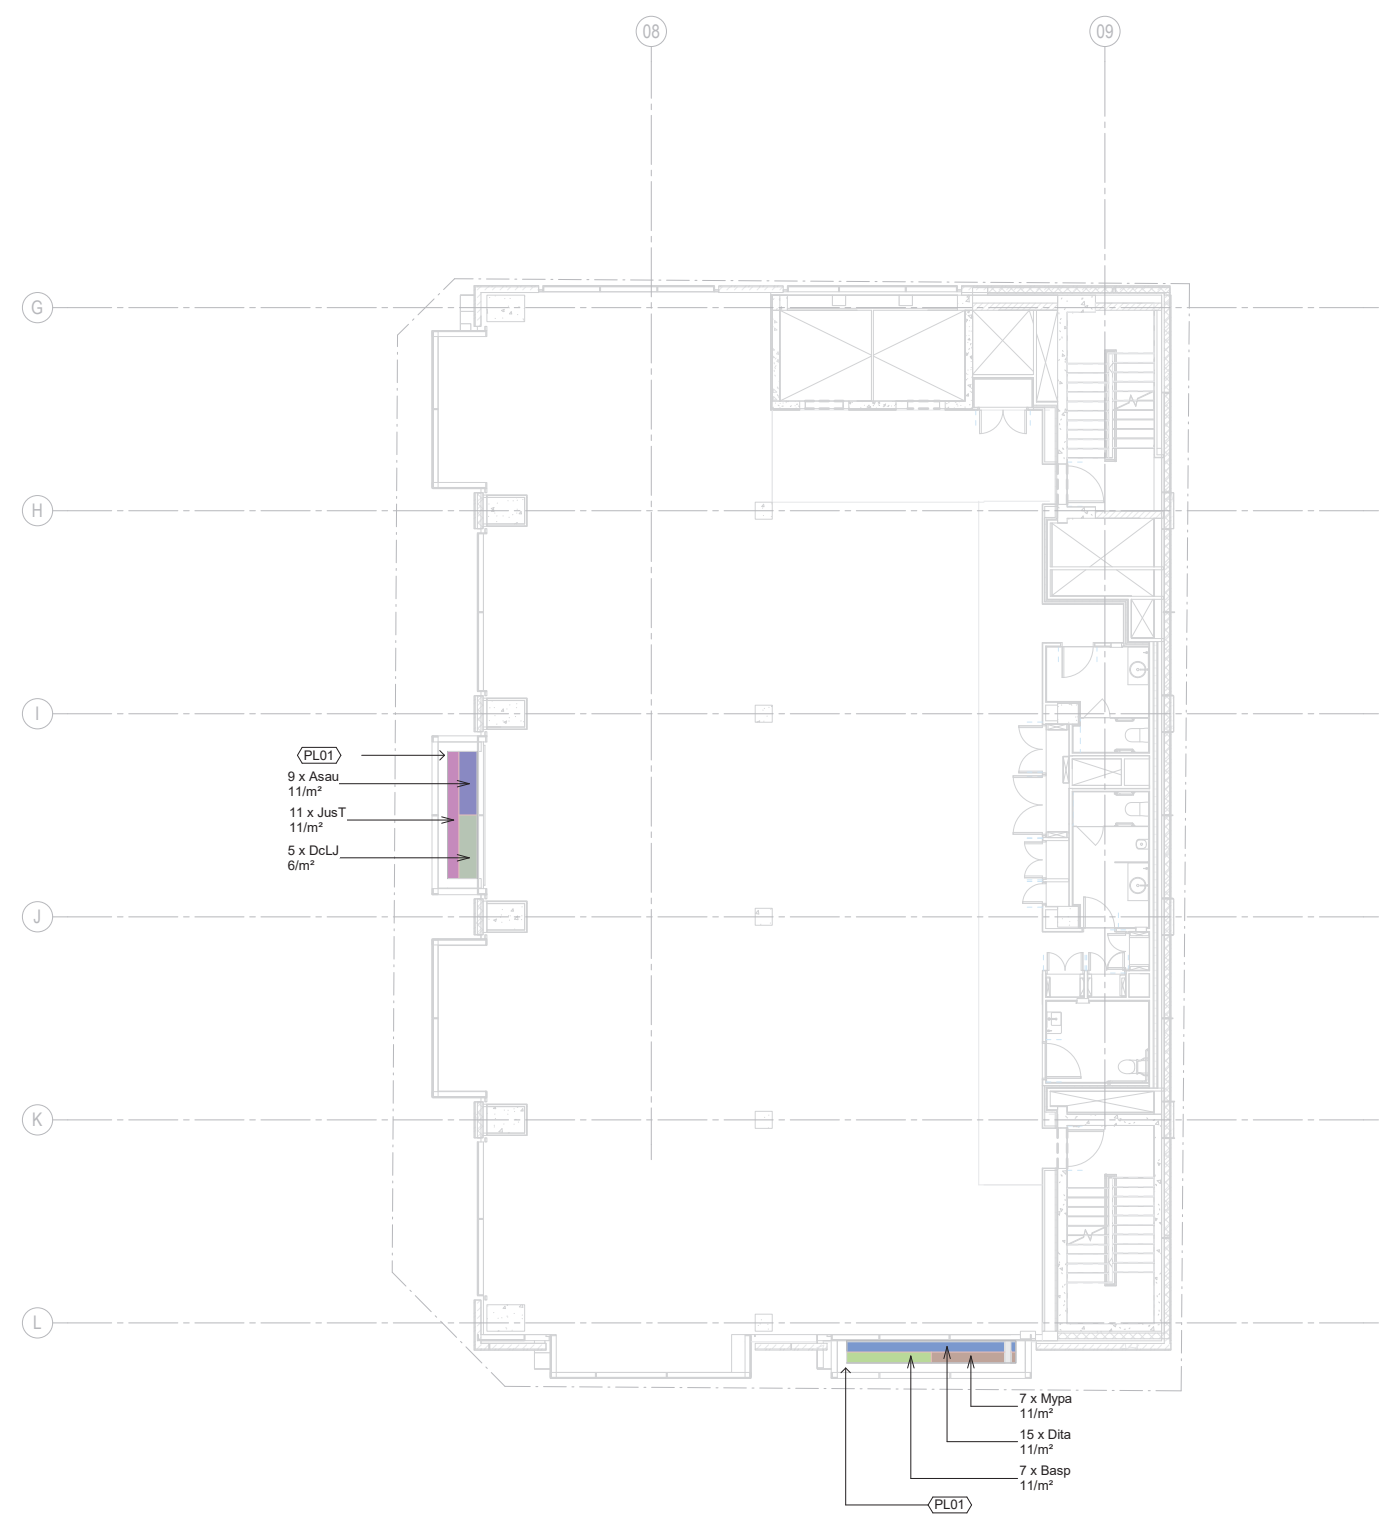 08
09
G
H
I
PL01
9 x Asau
11/m²
11 x JusT
11/m²
5 x DcLJ
6/m²
J
K
L
7 x Mypa
11/m²
15 x Dita
11/m²
7 x Basp
11/m²
PL01